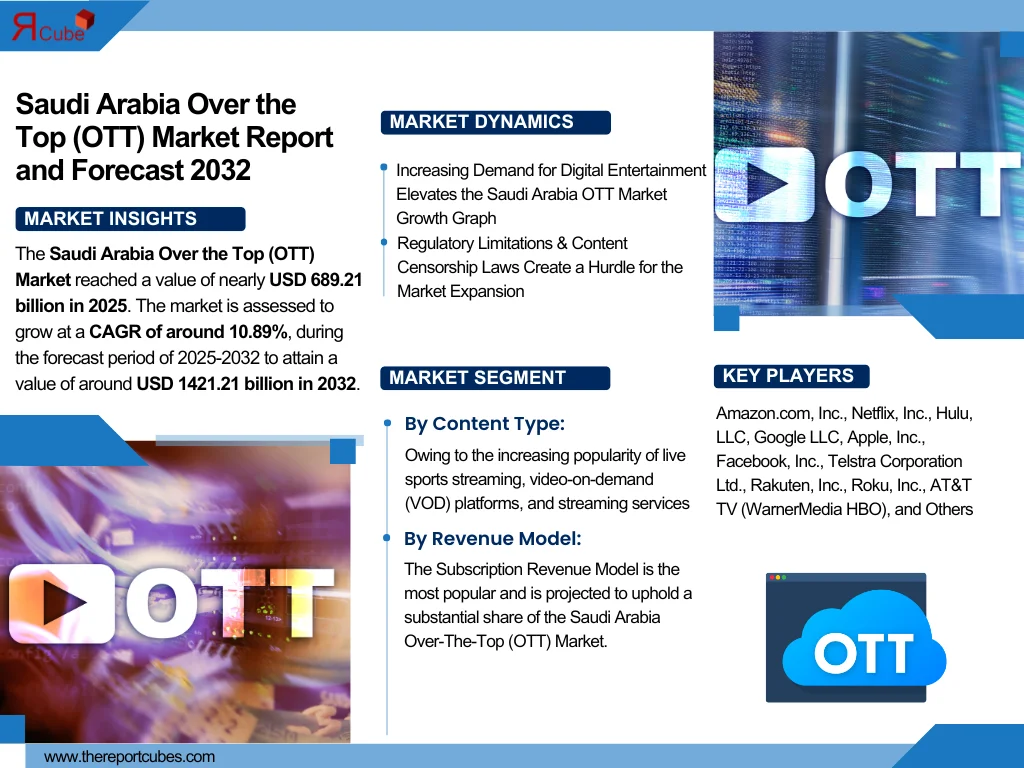 ЯCube
Saudi Arabia Over the
Top (OTT) Market Report
and Forecast 2032
MARKET INSIGHTS
The Saudi Arabia Over the Top (OTT)
Market reached a value of nearly USD 689.21
billion in 2025. The market is assessed to
grow at a CAGR of around 10.89%, during
the forecast period of 2025-2032 to attain a
value of around USD 1421.21 billion in 2032.
OTT
MARKET DYNAMICS
Increasing Demand for Digital Entertainment
Elevates the Saudi Arabia OTT Market
Growth Graph
Regulatory Limitations & Content
Censorship Laws Create a Hurdle for the
Market Expansion
MARKET SEGMENT
By Content Type:
Owing to the increasing popularity of live
sports streaming, video-on-demand
(VOD) platforms, and streaming services
By Revenue Model:
The Subscription Revenue Model is the
most popular and is projected to uphold a
substantial share of the Saudi Arabia
Over-The-Top (OTT) Market.
OTT
KEY PLAYERS
Amazon.com, Inc., Netflix, Inc., Hulu,
LLC, Google LLC, Apple, Inc.,
Facebook, Inc., Telstra Corporation
Ltd., Rakuten, Inc., Roku, Inc., AT&T
TV (WarnerMedia HBO), and Others
OTT
www.thereportcubes.com